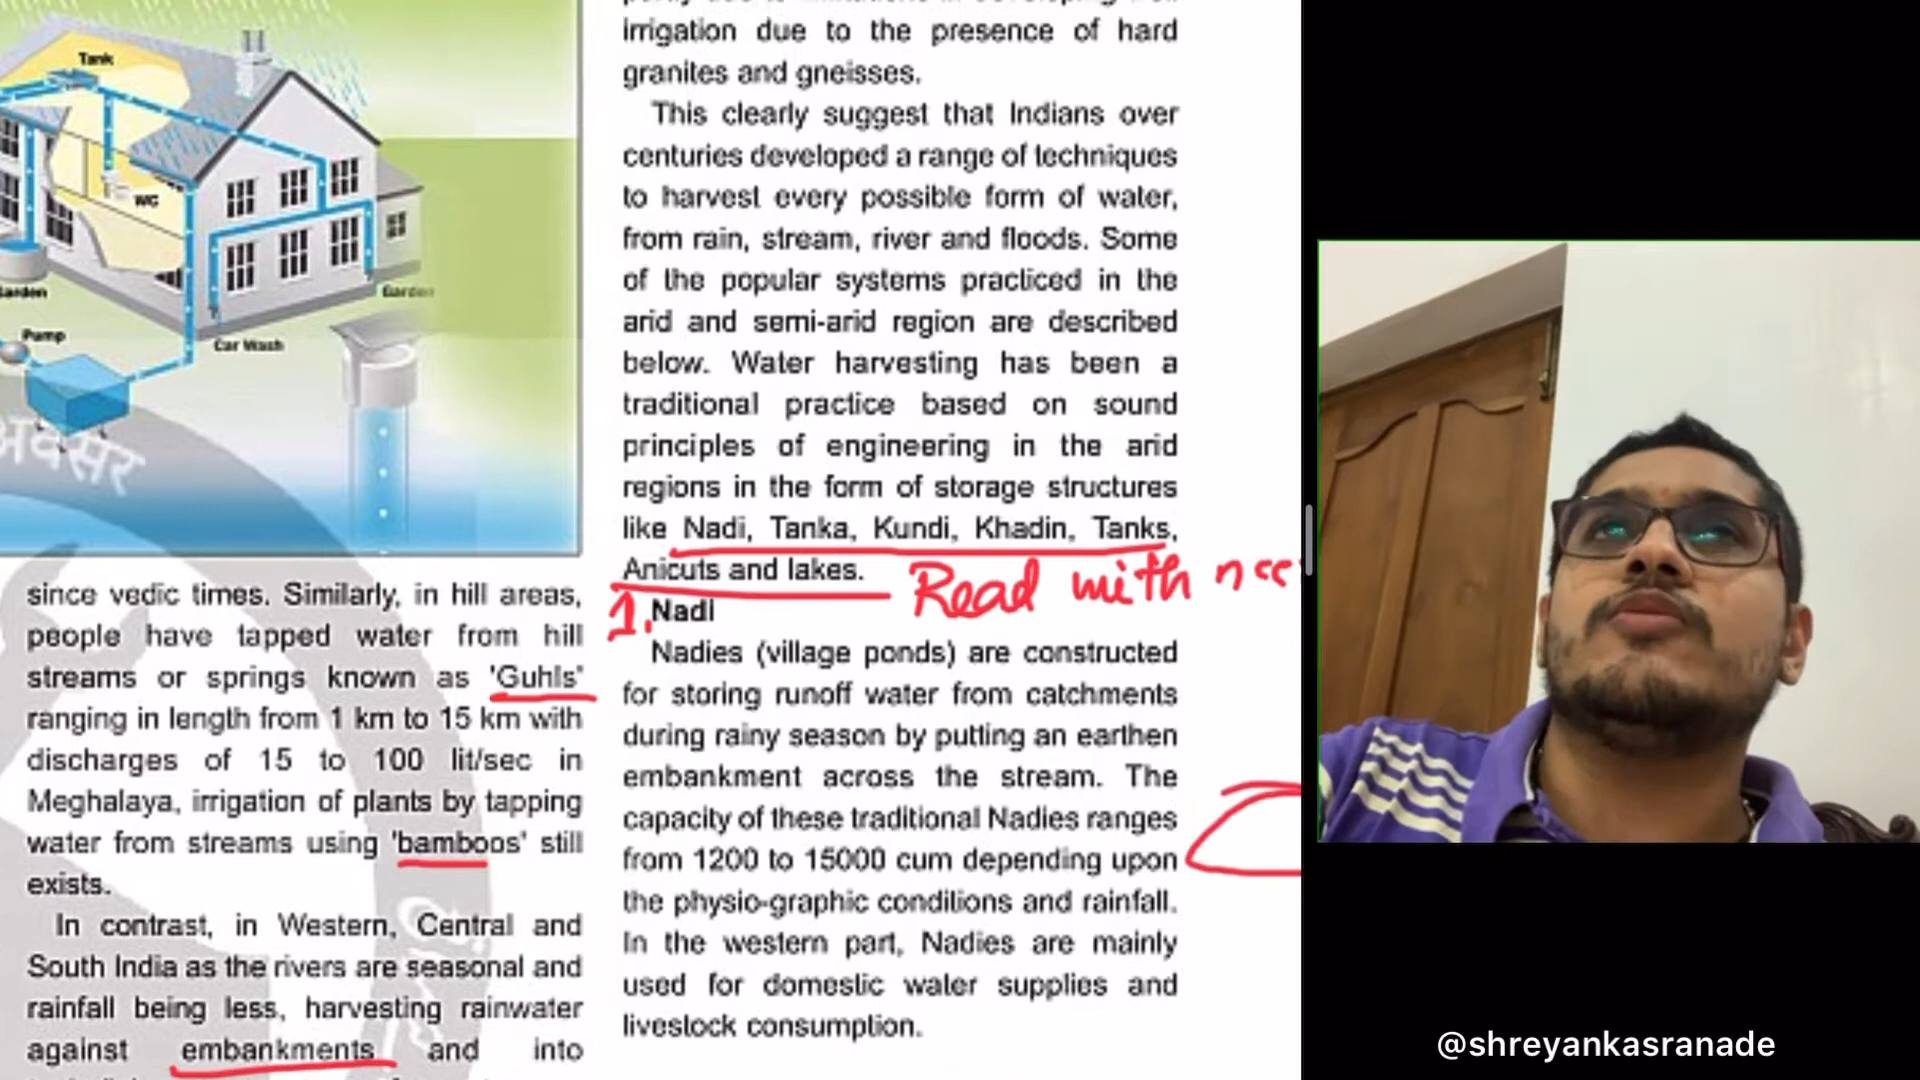 Tank
WC
Garden
Garden
Pump
Car Wash
अवसर
since vedic times. Similarly, in hill areas,
people have tapped water from hill
streams or springs known as 'Guhls'
ranging in length from 1 km to 15 km with
discharges of 15 to 100 lit/sec in
Meghalaya, irrigation of plants by tapping
water from streams using 'bamboos' still
exists.
In contrast, in Western, Central and
South India as the rivers are seasonal and
rainfall being less, harvesting rainwater
against embankments and into
irrigation due to the presence of hard
granites and gneisses.
This clearly suggest that Indians over
centuries developed a range of techniques
to harvest every possible form of water,
from rain, stream, river and floods. Some
of the popular systems practiced in the
arid and semi-arid region are described
below. Water harvesting has been a
traditional practice based on sound
principles of engineering in the arid
regions in the form of storage structures
like Nadi, Tanka, Kundi, Khadin, Tanks,
Anicuts and lakes.
Read with
1. Nadi
Nadies (village ponds) are constructed
for storing runoff water from catchments
during rainy season by putting an earthen
embankment across the stream. The
capacity of these traditional Nadies ranges
from 1200 to 15000 cum depending upon
the physio-graphic conditions and rainfall.
In the western part, Nadies are mainly
used for domestic water supplies and
livestock consumption.
@shreyankasranade